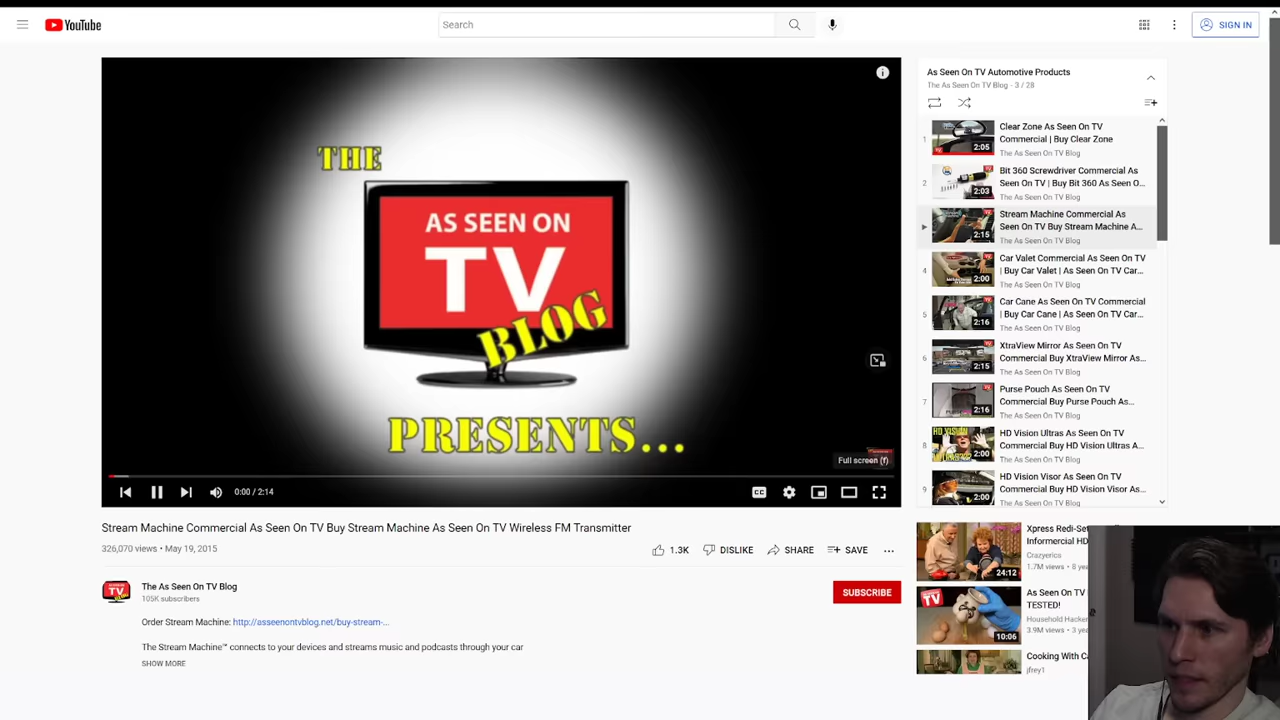 YouTube
Search
SIGN IN
THE
AS SEEN ON
TV
BLOG
PRESENTS...
Full screen (f)
0:00 / 2:14
CC
As Seen On TV Automotive Products
The As Seen On TV Blog - 3 / 28
1
Clear Zone As Seen On TV
Commercial | Buy Clear Zone
2:05
The As Seen On TV Blog
2
Bit 360 Screwdriver Commercial As
Seen On TV | Buy Bit 360 As Seen O...
2:03
The As Seen On TV Blog
Stream Machine Commercial As
Seen On TV Buy Stream Machine A...
2:15
The As Seen On TV Blog
4
Car Valet Commercial As Seen On TV
| Buy Car Valet | As Seen On TV Car...
2:00
The As Seen On TV Blog
5
Car Cane As Seen On TV Commercial
| Buy Car Cane | As Seen On TV Car...
2:16
The As Seen On TV Blog
6
XtraView Mirror As Seen On TV
Commercial Buy XtraView Mirror As...
2:15
The As Seen On TV Blog
7
Purse Pouch As Seen On TV
Commercial Buy Purse Pouch As...
2:16
The As Seen On TV Blog
8
HD Vision Ultras As Seen On TV
Commercial Buy HD Vision Ultras A...
2:00
The As Seen On TV Blog
9
HD Vision Visor As Seen On TV
Commercial Buy HD Vision Visor As...
2:00
The As Seen On TV Blog
Stream Machine Commercial As Seen On TV Buy Stream Machine As Seen On TV Wireless FM Transmitter
326,070 views • May 19, 2015
1.3K
DISLIKE
SHARE
SAVE
The As Seen On TV Blog
105K subscribers
SUBSCRIBE
Order Stream Machine: http://asseenontvblog.net/buy-stream-...
The Stream Machine™ connects to your devices and streams music and podcasts through your car
SHOW MORE
Xpress Redi-Se
Informercial HD
Crazyerica
1.7M views •
24:12
As Seen On TV
TESTED!
Household Hacker
3.9M views •
10:06
Cooking With Ca
jfrey1